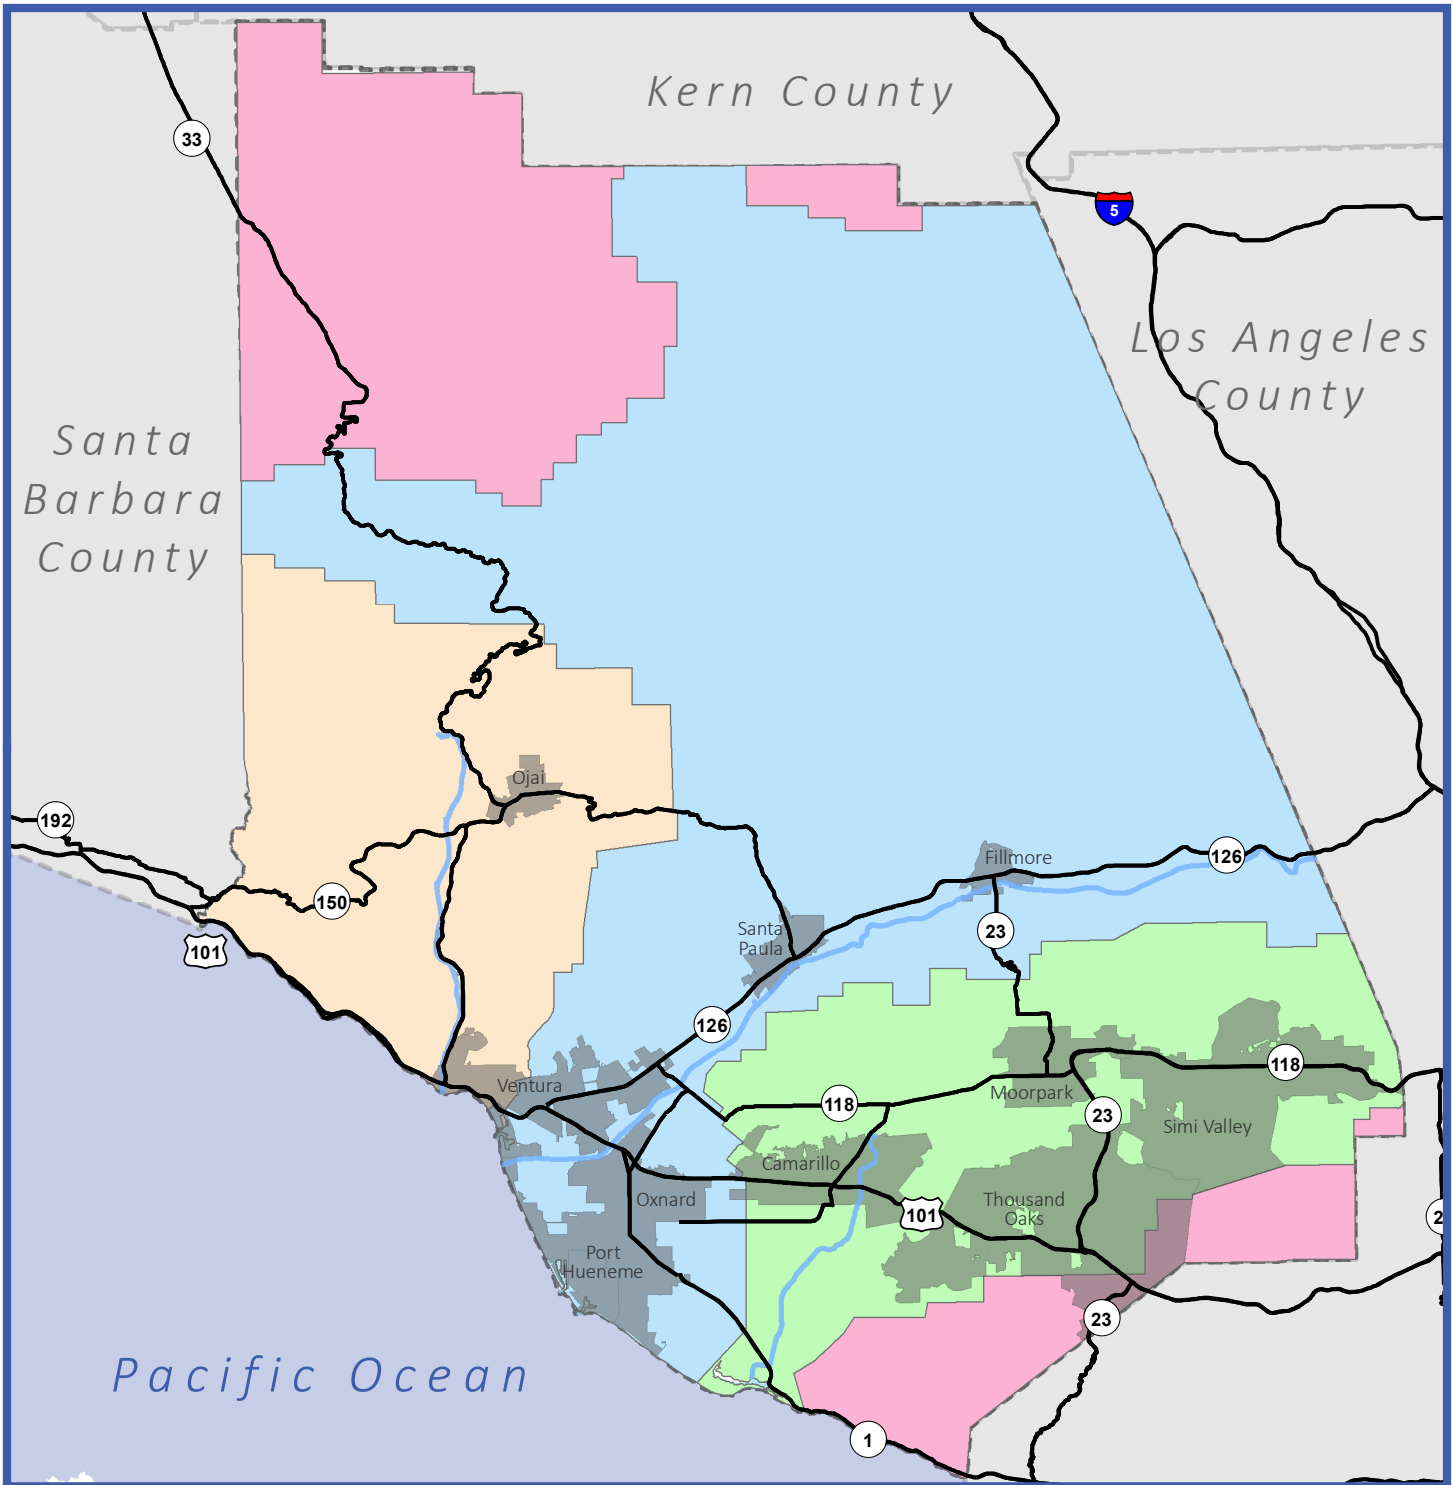 Kern County
33
5
Los Angeles
County
Santa
Barbara
County
Ojai
192
Fillmore
126
150
Santa
Paula
23
101
126
Ventura
118
Moorpark
118
23
Simi Valley
Camarillo
Oxnard
Thousand
Oaks
101
2
Port
Hueneme
23
Pacific Ocean
1